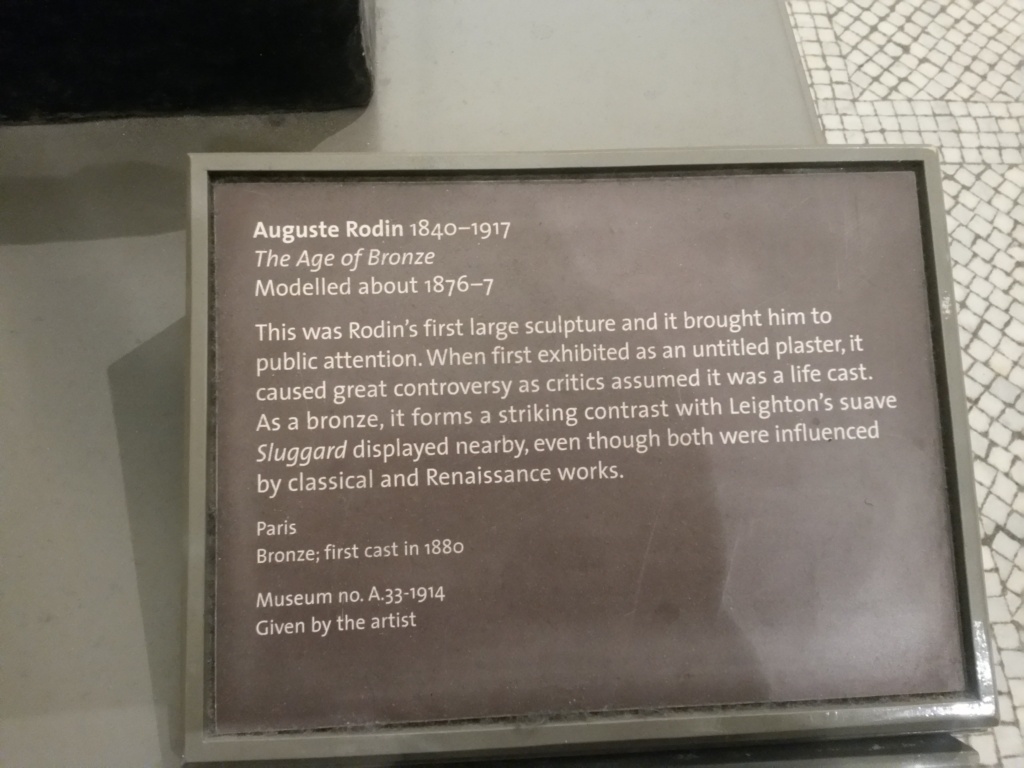 Auguste Rodin 1840–1917
The Age of Bronze
Modelled about 1876–7
This was Rodin's first large sculpture and it brought him to
public attention. When first exhibited as an untitled plaster, it
caused great controversy as critics assumed it was a life cast.
As a bronze, it forms a striking contrast with Leighton's suave
Sluggard displayed nearby, even though both were influenced
by classical and Renaissance works.
Paris
Bronze; first cast in 1880
Museum no. A.33-1914
Given by the artist